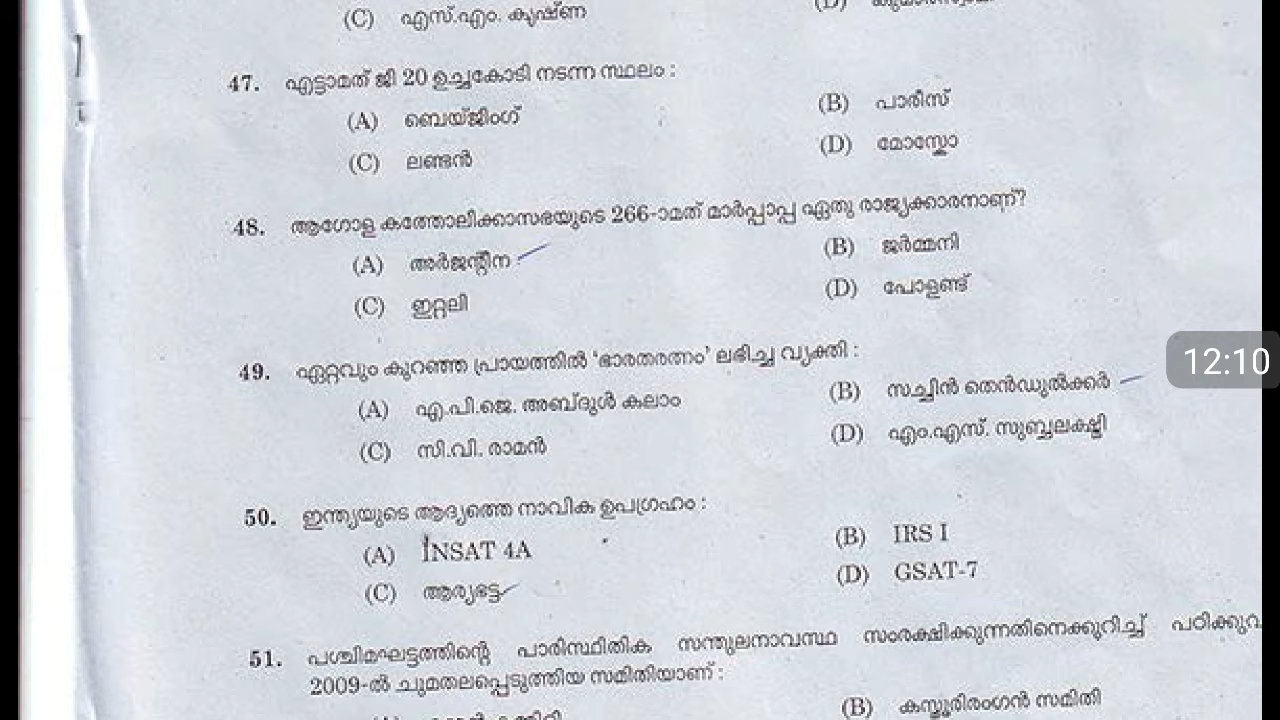 (C) എസ്.എം. കൃഷ്ണ (D)
47. എട്ടാമത് ജി 20 ഉച്ചകോടി നടന്ന സ്ഥലം :
(A) ബെയ്ജിംഗ് (B) പാരീസ്
(C) ലണ്ടൻ (D) മോസ്കോ
48. ആഗോള കത്തോലിക്കാസഭയുടെ 266-ാമത് മാർപ്പാപ്പ ഏതു രാജ്യക്കാരനാണ്?
(A) അർജന്റീന (B) ജർമ്മനി
(C) ഇറ്റലി (D) പോളണ്ട്
49. ഏറ്റവും കുറഞ്ഞ പ്രായത്തിൽ 'ഭാരതരത്നം' ലഭിച്ച വ്യക്തി :
(A) എ.പി.ജെ. അബ്ദുൾ കലാം (B) സച്ചിൻ തെൻഡുൽക്കർ
(C) സി.വി. രാമൻ (D) എം.എസ്. സുബ്ബലക്ഷ്മി
12:10
50. ഇന്ത്യയുടെ ആദ്യത്തെ നാവിക ഉപഗ്രഹം :
(A) INSAT 4A (B) IRS I
(C) ആര്യഭട്ട (D) GSAT-7
51. പശ്ചിമഘട്ടത്തിന്റെ പാരിസ്ഥിതിക സന്തുലനാവസ്ഥ സംരക്ഷിക്കുന്നതിനെക്കുറിച്ച് പഠിക്കുവ
2009-ൽ ചുമതലപ്പെടുത്തിയ സമിതിയാണ് :
(B) കസ്തൂരിരംഗൻ സമിതി